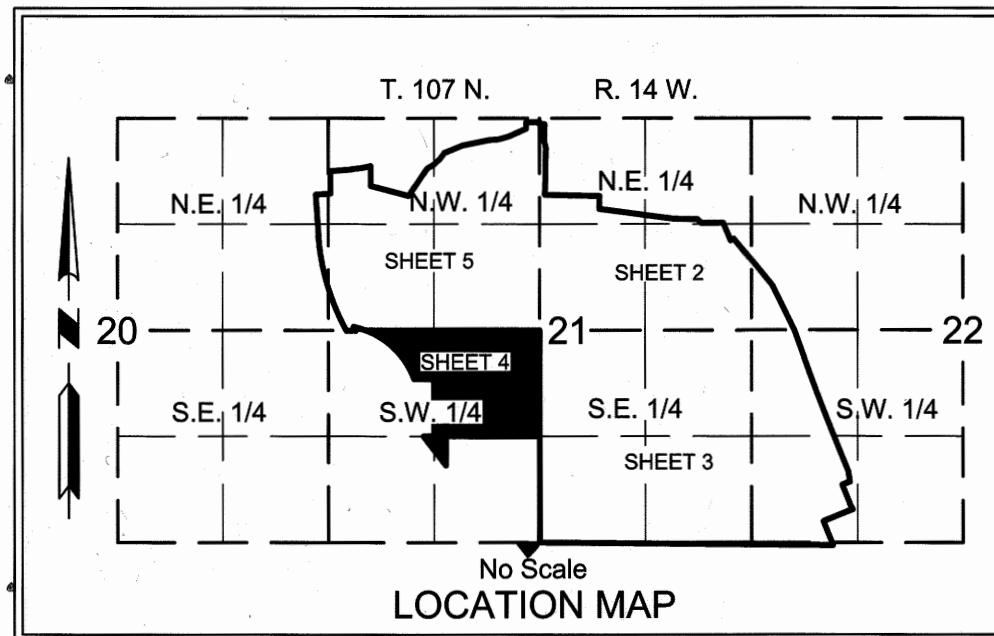 T. 107 N. R. 14 W.
N.E. 1/4 N.W. 1/4 N.E. 1/4 N.W. 1/4
SHEET 5 SHEET 2
20 21 22
SHEET 4
S.E. 1/4 S.W. 1/4 S.E. 1/4 S.W. 1/4
SHEET 3
No Scale
LOCATION MAP